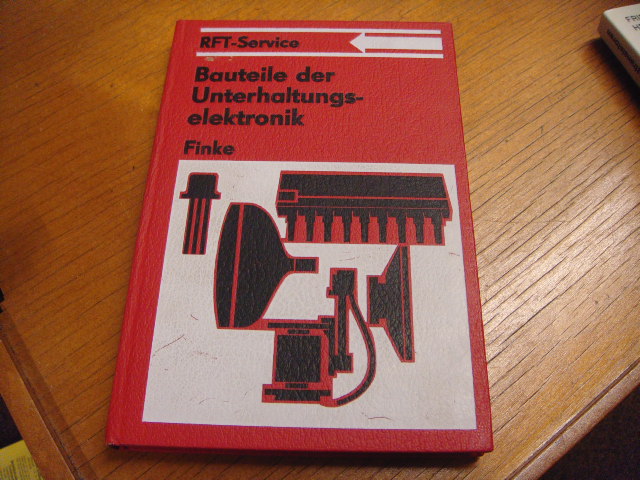 RFT-Service
Bauteile der
Unterhaltungs-
elektronik
Finke